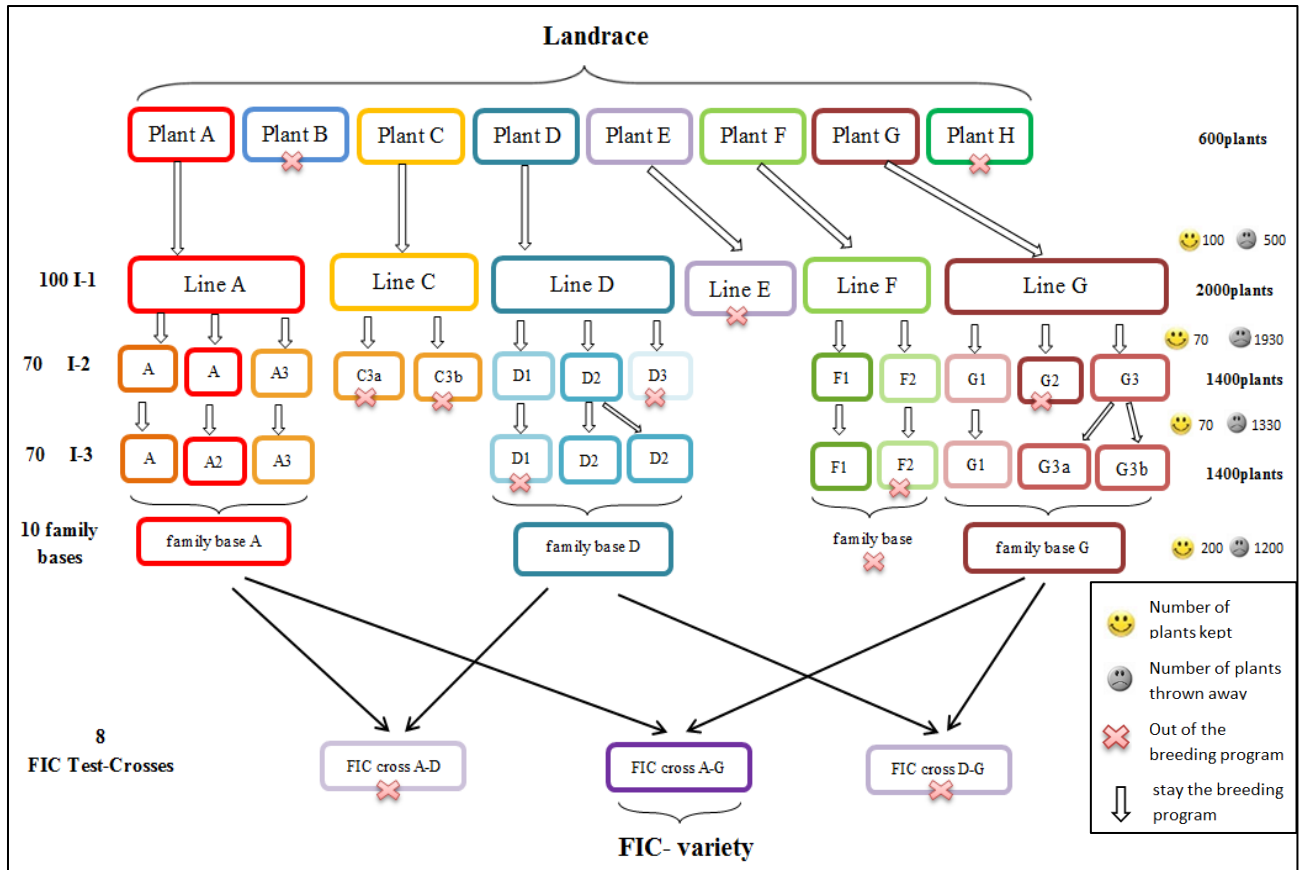 Landrace
Plant A
Plant B
Plant C
Plant D
Plant E
Plant F
Plant G
Plant H
600plants
100
500
100 I-1
Line A
Line C
Line D
Line E
Line F
Line G
2000plants
70
1930
70 I-2
A
A
A3
C3a
C3b
D1
D2
D3
F1
F2
G1
G2
G3
1400plants
70
1330
70 I-3
A
A2
A3
D1
D2
D2
F1
F2
G1
G3a
G3b
1400plants
10 family
bases
family base A
family base D
family base
family base G
200
1200
Number of
plants kept
Number of plants
thrown away
Out of the
breeding program
stay the breeding
program
8
FIC Test-Crosses
FIC cross A-D
FIC cross A-G
FIC cross D-G
FIC- variety